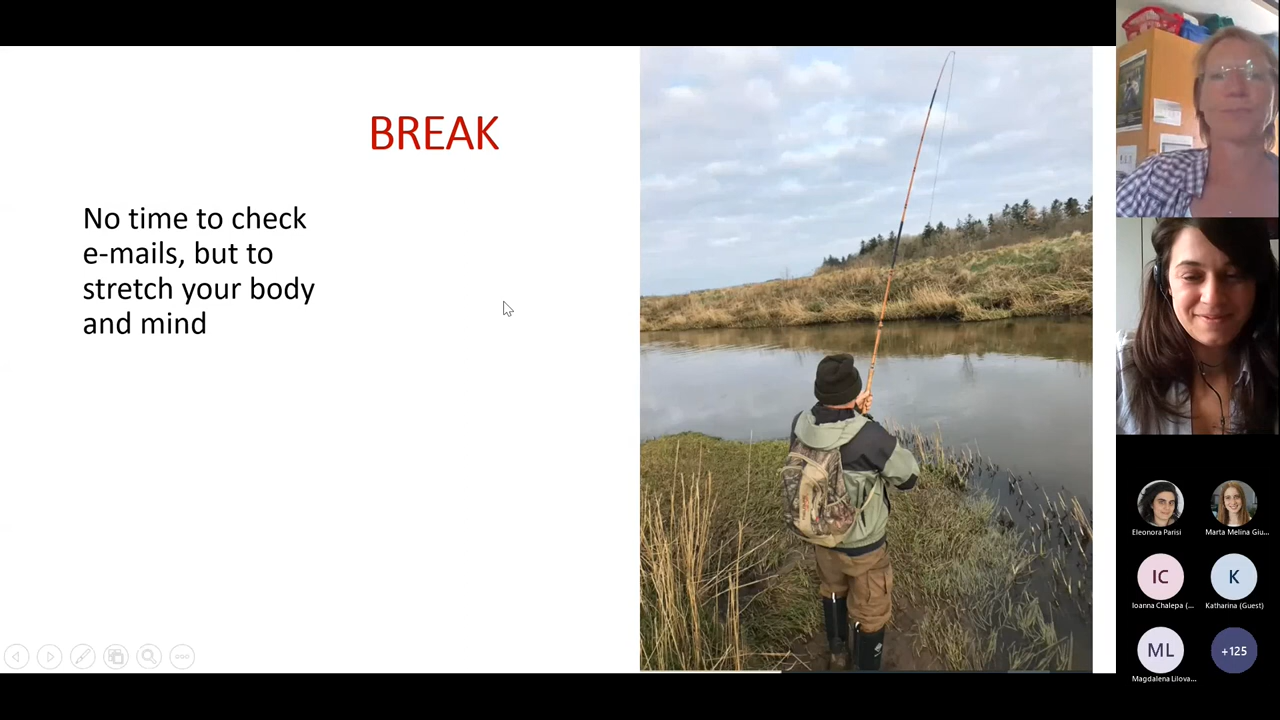 BREAK
No time to check
e-mails, but to
stretch your body
and mind
Eleonora Parisi
Marta Melina Giu...
IC
K
Ioanna Chalepa (...
Katharina (Guest)
ML
+125
Magdalena Lilova...